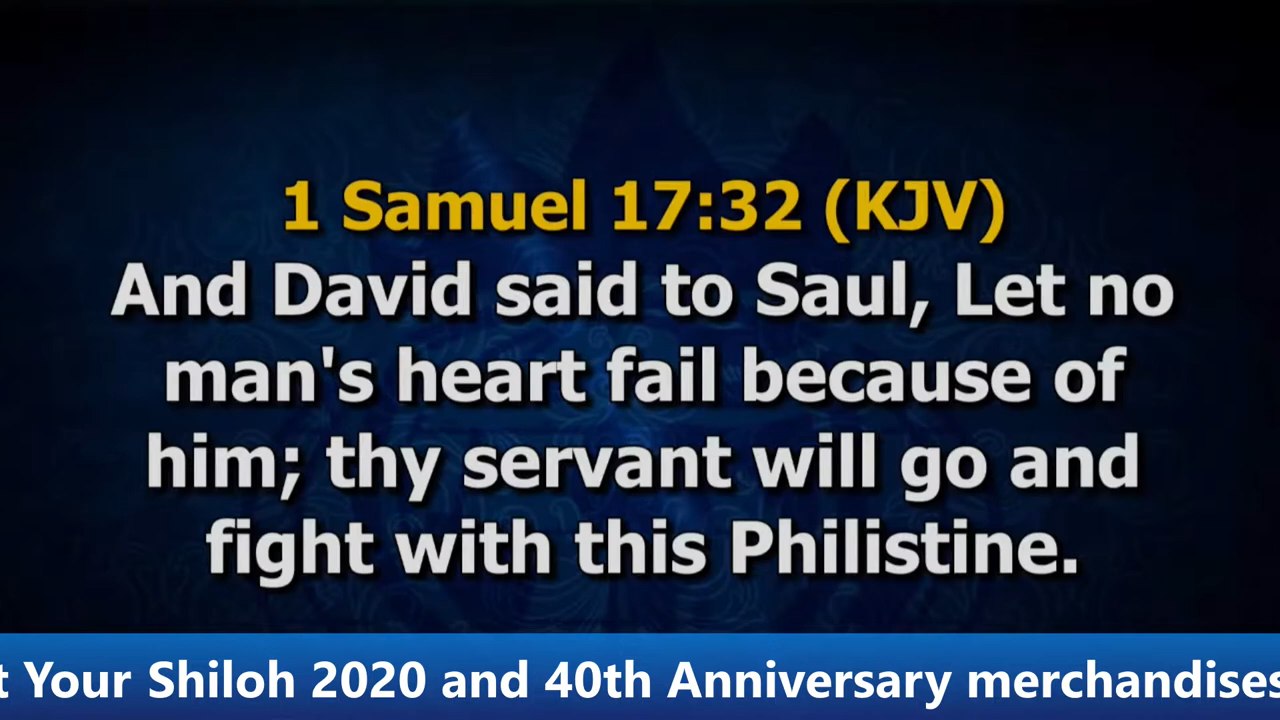 1 Samuel 17:32 (KJV)
And David said to Saul, Let no
man's heart fail because of
him; thy servant will go and
fight with this Philistine.
t Your Shiloh 2020 and 40th Anniversary merchandises